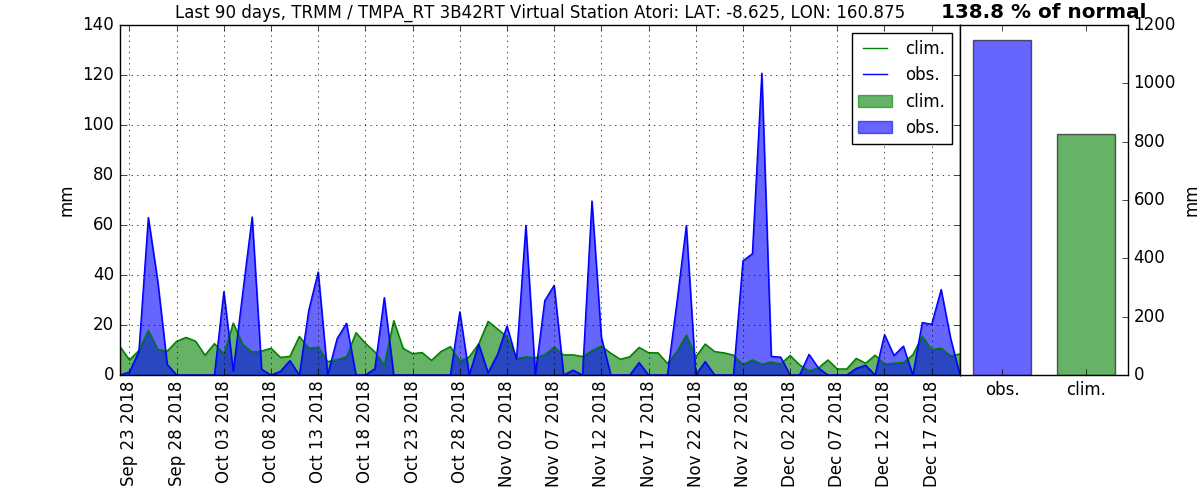 Last 90 days, TRMM / TMPA_RT 3B42RT Virtual Station Atori: LAT: -8.625, LON: 160.875
138.8 % of normal
140
120
100
80
60
40
20
0
mm
clim.
obs.
clim.
obs.
1200
1000
800
600
400
200
0
mm
Sep 23 2018
Sep 28 2018
Oct 03 2018
Oct 08 2018
Oct 13 2018
Oct 18 2018
Oct 23 2018
Oct 28 2018
Nov 02 2018
Nov 07 2018
Nov 12 2018
Nov 17 2018
Nov 22 2018
Nov 27 2018
Dec 02 2018
Dec 07 2018
Dec 12 2018
Dec 17 2018
obs.
clim.